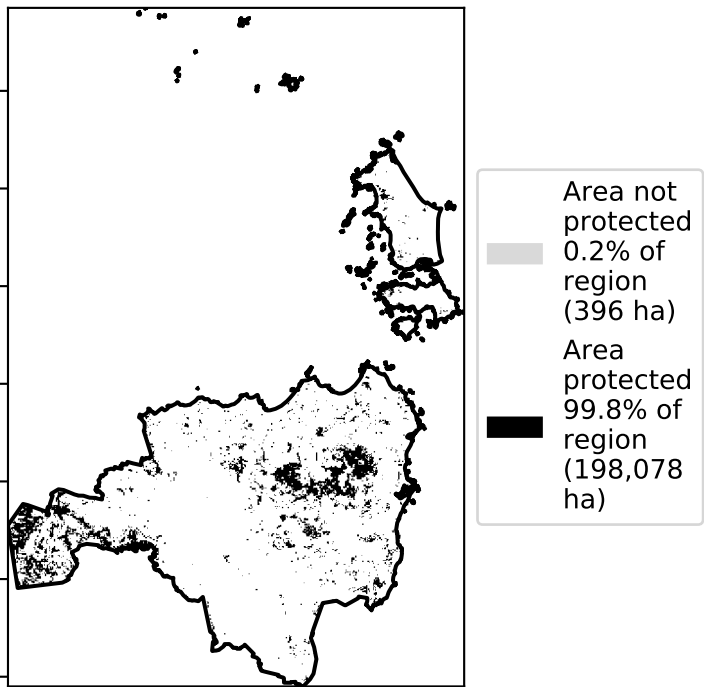 Area not
protected
0.2% of
region
(396 ha)
Area
protected
99.8% of
region
(198,078
ha)